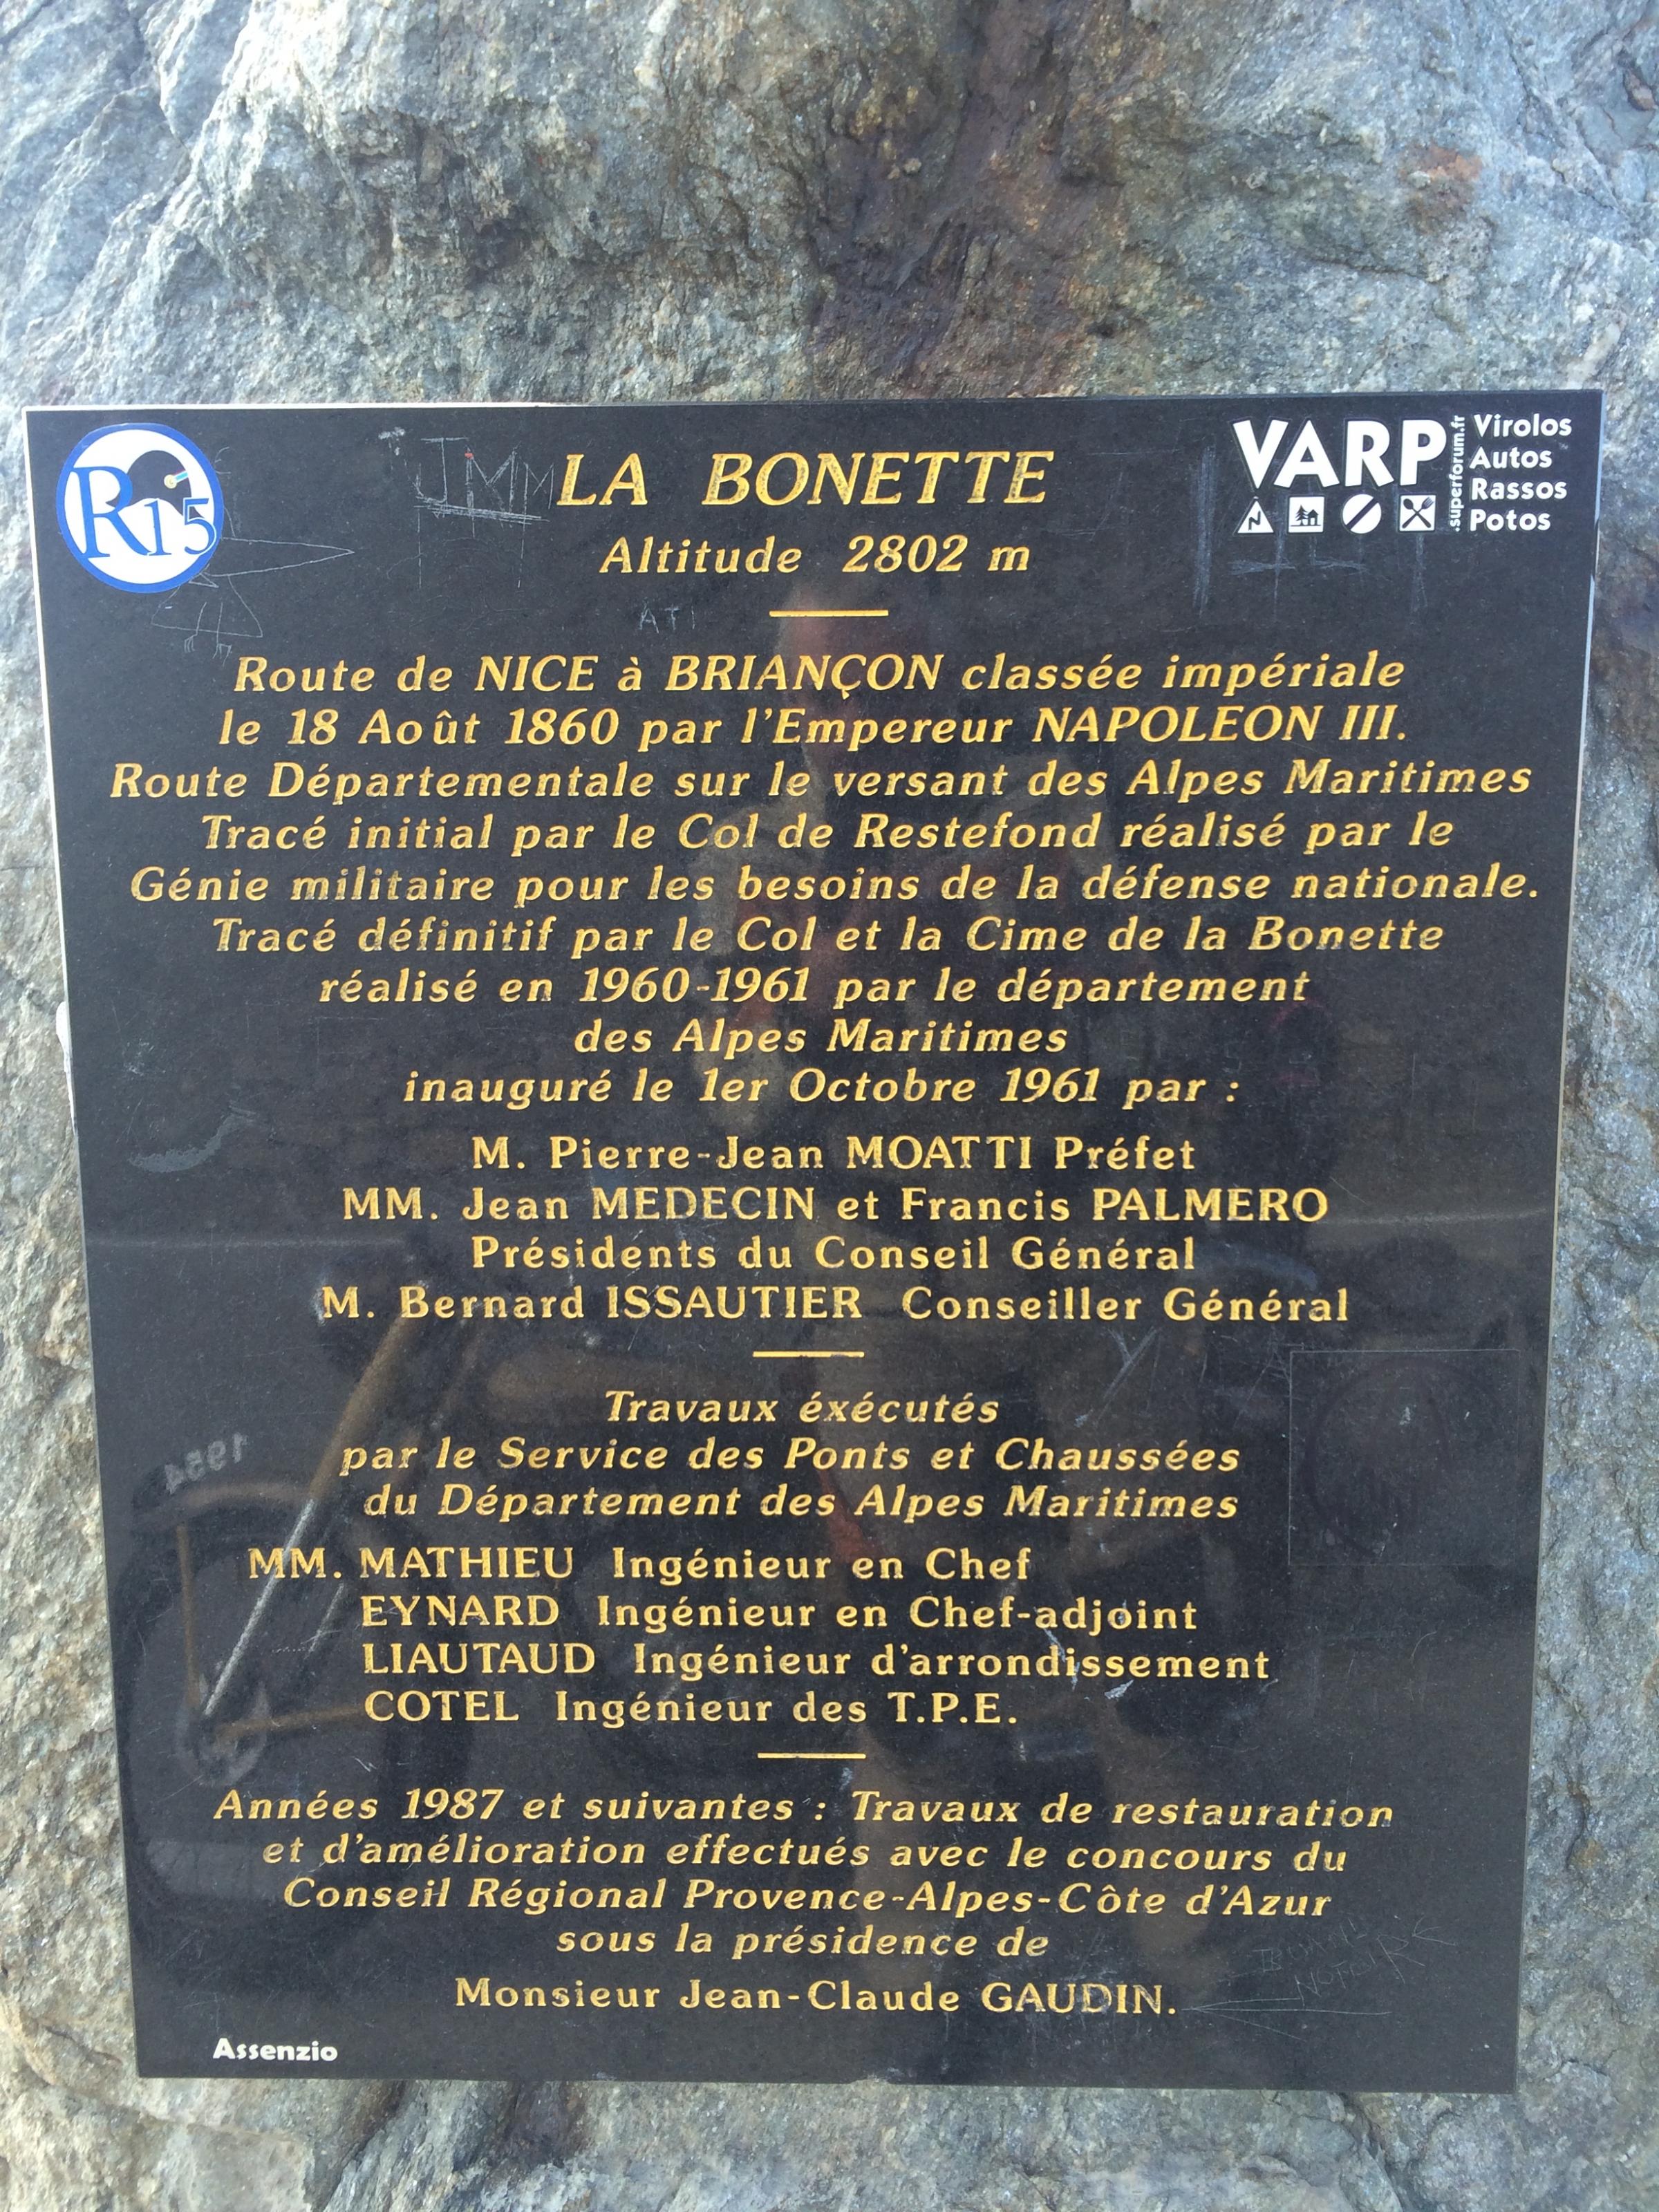 R15
LA BONETTE
VARP
.superforum.fr
Virolos
Autos
Rassos
Potos
JMM
Altitude 2802 m
ATI
Route de NICE à BRIANÇON classée impériale
le 18 Août 1860 par l'Empereur NAPOLEON III.
Route Départementale sur le versant des Alpes Maritimes
Tracé initial par le Col de Restefond réalisé par le
Génie militaire pour les besoins de la défense nationale.
Tracé définitif par le Col et la Cime de la Bonette
réalisé en 1960-1961 par le département
des Alpes Maritimes
inauguré le 1er Octobre 1961 par :
M. Pierre-Jean MOATTI Préfet
MM. Jean MEDECIN et Francis PALMERO
Présidents du Conseil Général
M. Bernard ISSAUTIER Conseiller Général
Travaux éxécutés
par le Service des Ponts et Chaussées
du Département des Alpes Maritimes
MM. MATHIEU Ingénieur en Chef
EYNARD Ingénieur en Chef-adjoint
LIAUTAUD Ingénieur d'arrondissement
COTEL Ingénieur des T.P.E.
Années 1987 et suivantes : Travaux de restauration
et d'amélioration effectués avec le concours du
Conseil Régional Provence-Alpes-Côte d'Azur
sous la présidence de
Monsieur Jean-Claude GAUDIN.
Assenzio